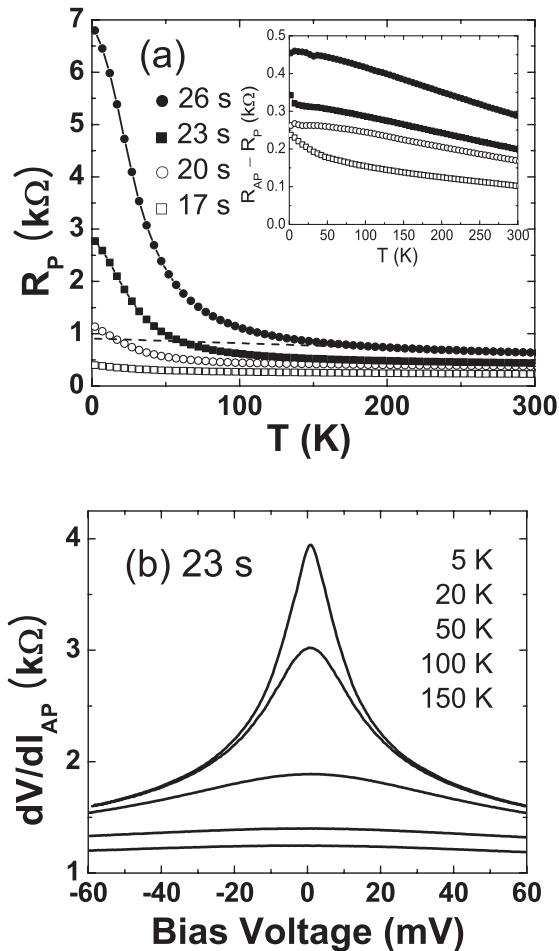 7
6
5
4
3
2
1
0
R_P (kΩ)
(a)
● 26 s
■ 23 s
○ 20 s
□ 17 s
0.5
0.4
0.3
0.2
0.1
0.0
R_AP − R_P (kΩ)
0 50 100 150 200 250 300
T (K)
0 100 200 300
T (K)
4
3
2
1
dV/dI_AP (kΩ)
(b) 23 s
5 K
20 K
50 K
100 K
150 K
-60 -40 -20 0 20 40 60
Bias Voltage (mV)